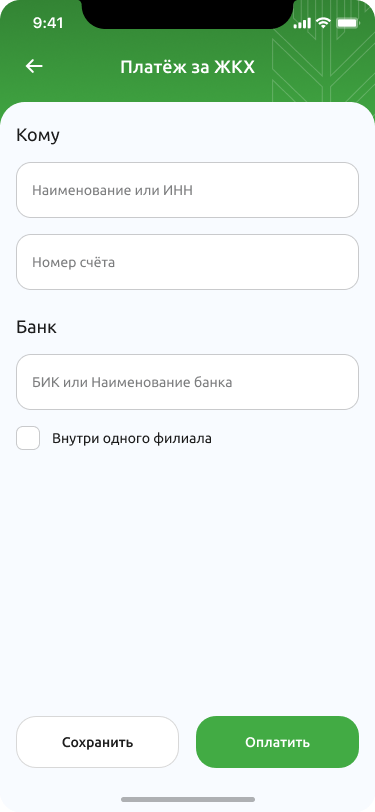 9:41
Платёж за ЖКХ
Кому
Наименование или ИНН
Номер счёта
Банк
БИК или Наименование банка
Внутри одного филиала
Сохранить
Оплатить